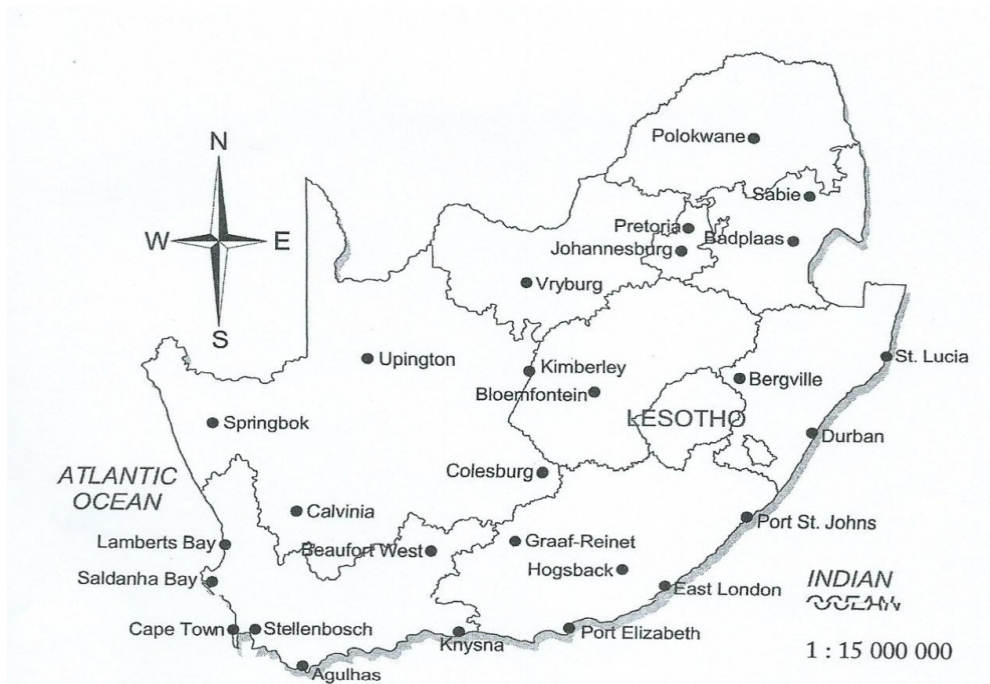 Polokwane
N
Sabie
Pretoria
W E
Johannesburg
Badplaas
Vryburg
S
Upington
St. Lucia
Kimberley
Bergville
Bloemfontein
LESOTHO
Springbok
Durban
Colesburg
ATLANTIC
OCEAN
Calvinia
Port St. Johns
Lamberts Bay
Graaf-Reinet
Beaufort West
Hogsback
Saldanha Bay
East London
INDIAN
OCEAN
Cape Town
Stellenbosch
Port Elizabeth
Knysna
1 : 15 000 000
Agulhas